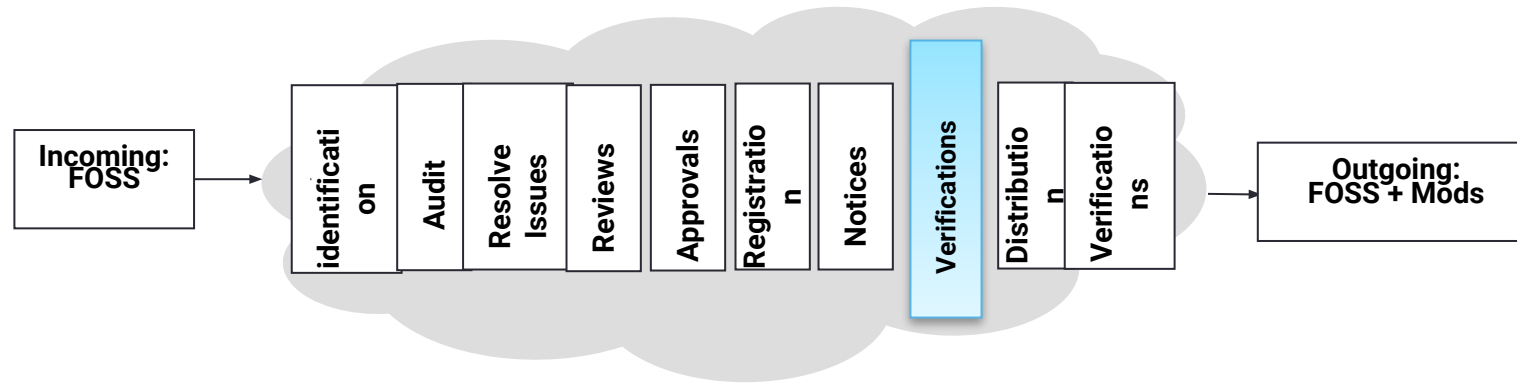 Incoming:
FOSS
identificati
on
Audit
Resolve
Issues
Reviews
Approvals
Registratio
n
Notices
Verifications
Distributio
n
Verificatio
ns
Outgoing:
FOSS + Mods